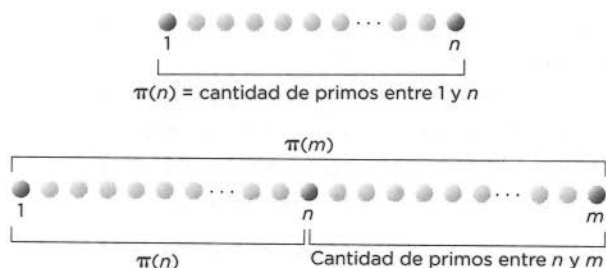 1 ... n
π(n) = cantidad de primos entre 1 y n
π(m)
1 ... n ... m
π(n) Cantidad de primos entre n y m